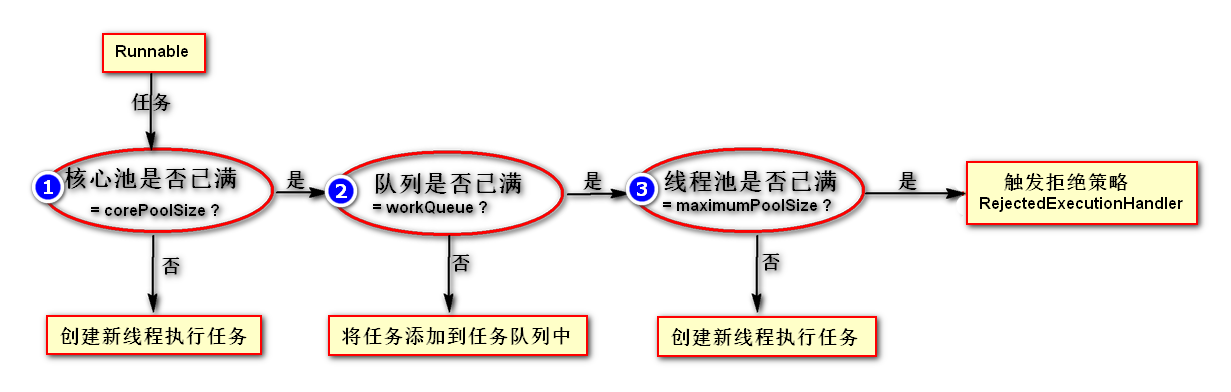 Runnable
任务
1
核心池是否已满
= corePoolSize ?
是
2
队列是否已满
= workQueue ?
是
3
线程池是否已满
= maximumPoolSize ?
是
触发拒绝策略
RejectedExecutionHandler
否
创建新线程执行任务
否
将任务添加到任务队列中
否
创建新线程执行任务